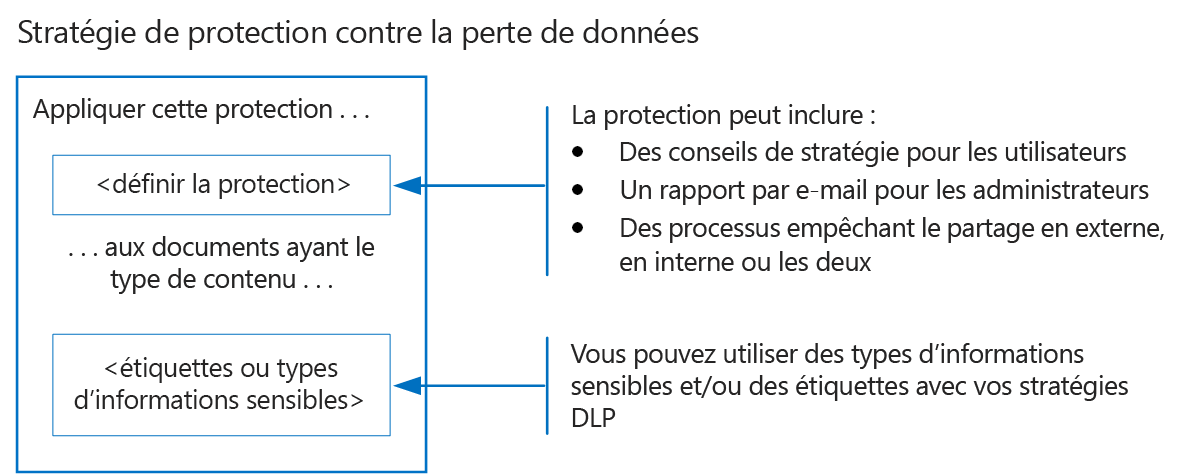 Stratégie de protection contre la perte de données
Appliquer cette protection . . .
<définir la protection>
. . . aux documents ayant le
type de contenu . . .
<étiquettes ou types
d’informations sensibles>
La protection peut inclure :
• Des conseils de stratégie pour les utilisateurs
• Un rapport par e-mail pour les administrateurs
• Des processus empêchant le partage en externe,
en interne ou les deux
Vous pouvez utiliser des types d’informations
sensibles et/ou des étiquettes avec vos stratégies
DLP